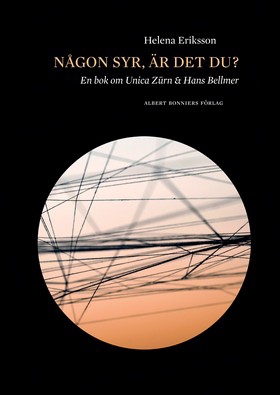 Helena Eriksson
NÅGON SYR, ÄR DET DU?
En bok om Unica Zürn & Hans Bellmer
ALBERT BONNIERS FÖRLAG